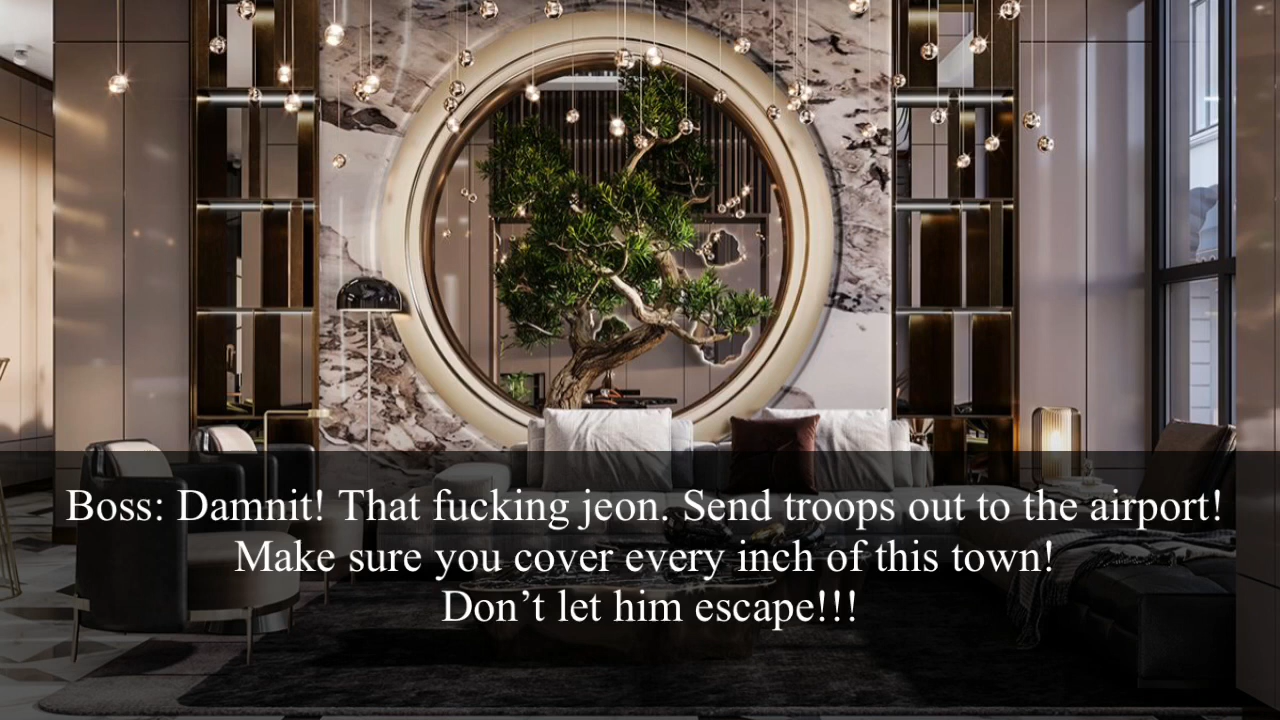 Boss: Damnit! That fucking jeon. Send troops out to the airport!
Make sure you cover every inch of this town!
Don’t let him escape!!!